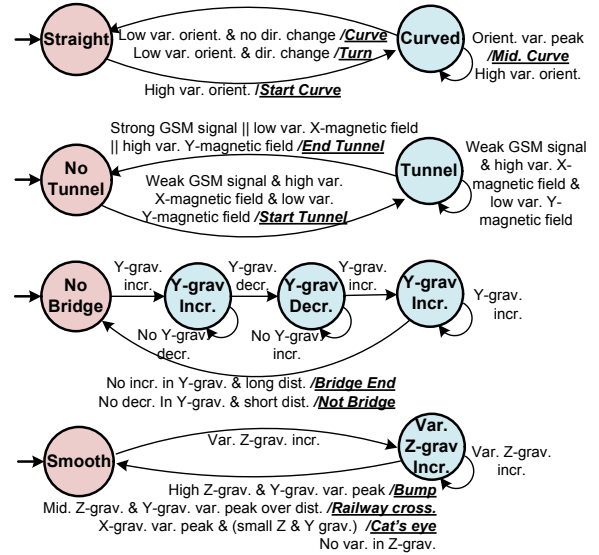 Straight
Low var. orient. & no dir. change /Curve
Low var. orient. & dir. change /Turn
High var. orient. /Start Curve
Curved
Orient. var. peak
/Mid. Curve
High var. orient.
Strong GSM signal || low var. X-magnetic field
|| high var. Y-magnetic field /End Tunnel
No
Tunnel
Weak GSM signal & high var.
X-magnetic field & low var.
Y-magnetic field /Start Tunnel
Tunnel
Weak GSM signal
& high var. X-
magnetic field &
low var. Y-
magnetic field
No
Bridge
Y-grav.
incr.
Y-grav
Incr.
No Y-grav.
decr.
Y-grav.
decr.
Y-grav
Decr.
No Y-grav.
incr.
Y-grav.
incr.
Y-grav
Incr.
Y-grav.
incr.
No incr. in Y-grav. & long dist. /Bridge End
No decr. In Y-grav. & short dist. /Not Bridge
Smooth
Var. Z-grav. incr.
Var.
Z-grav
Incr.
Var. Z-grav.
incr.
High Z-grav. & Y-grav. var. peak /Bump
Mid. Z-grav. & Y-grav. var. peak over dist. /Railway cross.
X-grav. var. peak & (small Z & Y grav.) /Cat's eye
No var. in Z-grav.